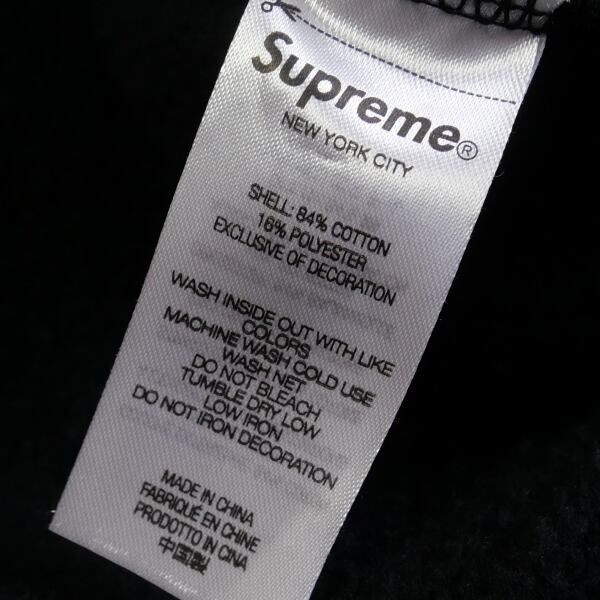 Supreme®
NEW YORK CITY
SHELL: 84% COTTON
16% POLYESTER
EXCLUSIVE OF DECORATION
WASH INSIDE OUT WITH LIKE
COLORS
MACHINE WASH COLD USE
WASH NET
DO NOT BLEACH
TUMBLE DRY LOW
LOW IRON
DO NOT IRON DECORATION
MADE IN CHINA
FABRIQUÉ EN CHINE
PRODOTTO IN CINA
中国製